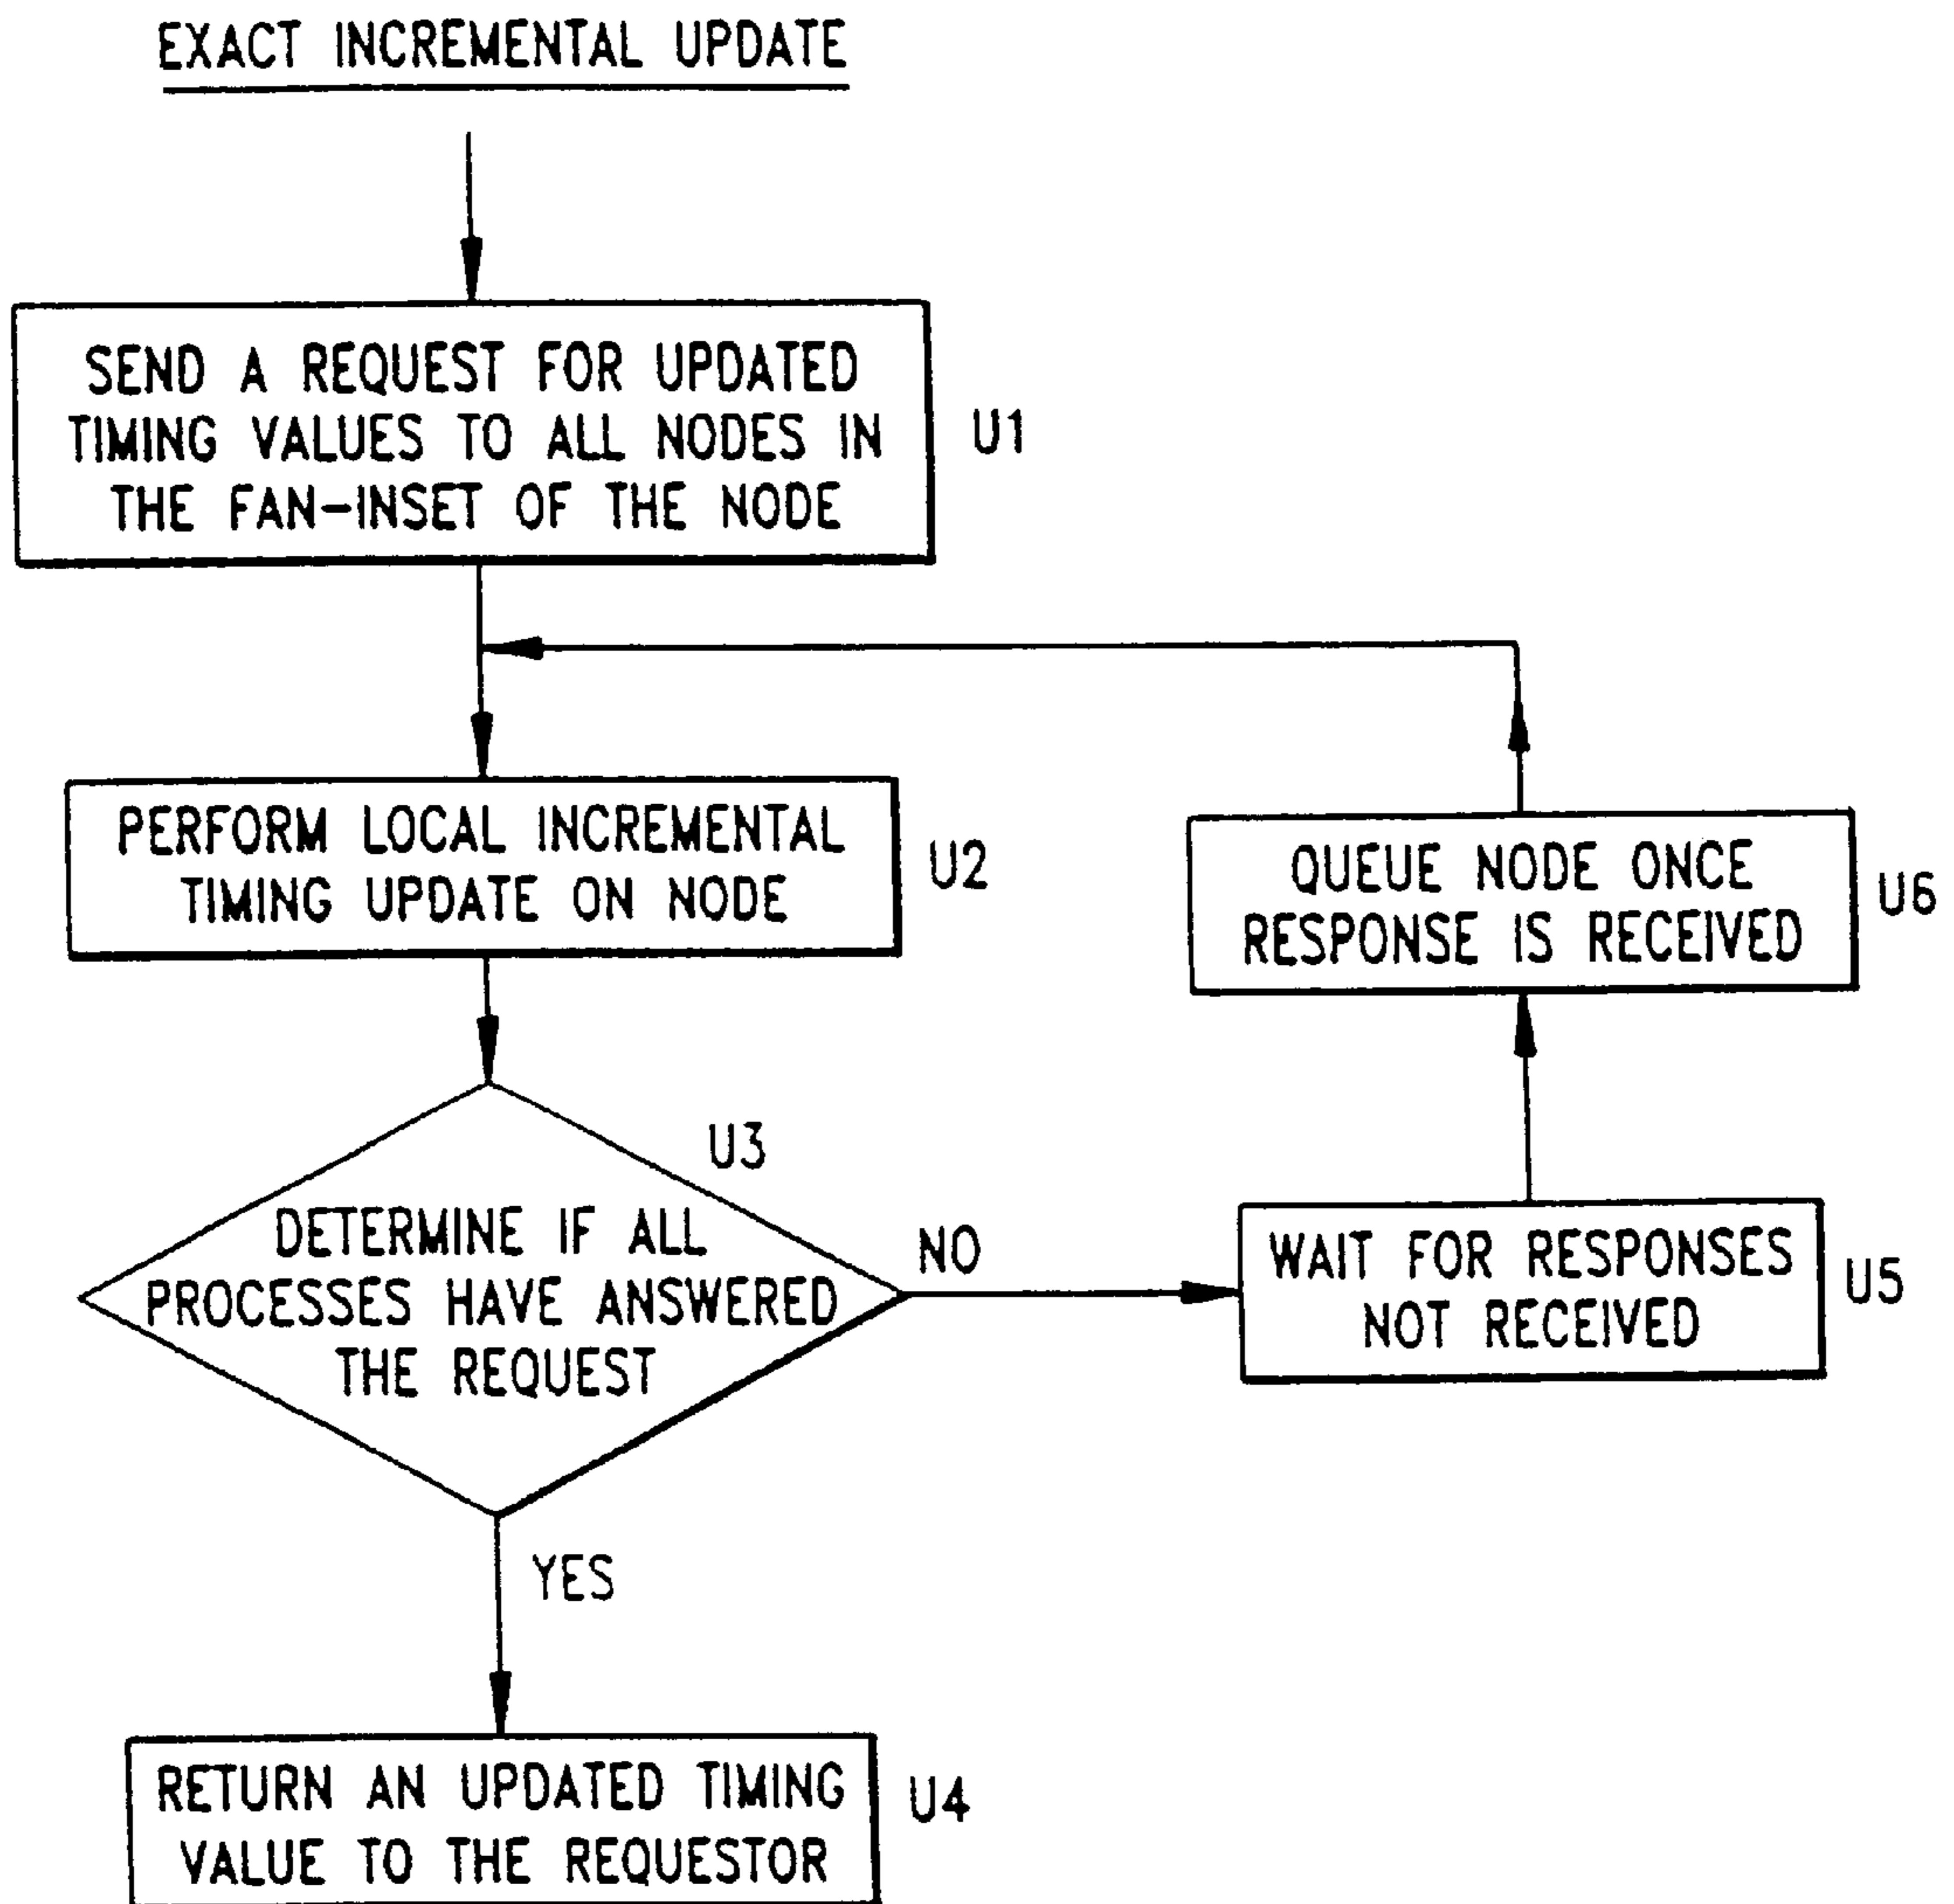 EXACT INCREMENTAL UPDATE
SEND A REQUEST FOR UPDATED
TIMING VALUES TO ALL NODES IN
THE FAN-INSET OF THE NODE
U1
PERFORM LOCAL INCREMENTAL
TIMING UPDATE ON NODE
U2
QUEUE NODE ONCE
RESPONSE IS RECEIVED
U6
U3
DETERMINE IF ALL
PROCESSES HAVE ANSWERED
THE REQUEST
NO
WAIT FOR RESPONSES
NOT RECEIVED
U5
YES
RETURN AN UPDATED TIMING
VALUE TO THE REQUESTOR
U4